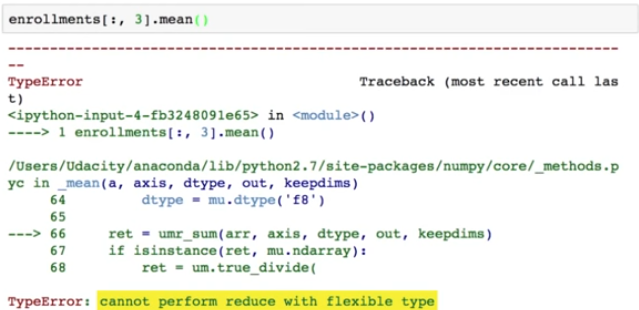 enrollments[:, 3].mean()
---------------------------------------------------------------------------
--
TypeError                                 Traceback (most recent call las
t)
<ipython-input-4-fb3248091e65> in <module>()
----> 1 enrollments[:, 3].mean()
/Users/Udacity/anaconda/lib/python2.7/site-packages/numpy/core/_methods.p
yc in _mean(a, axis, dtype, out, keepdims)
     64         dtype = mu.dtype('f8')
     65
---> 66     ret = umr_sum(arr, axis, dtype, out, keepdims)
     67     if isinstance(ret, mu.ndarray):
     68         ret = um.true_divide(
TypeError: cannot perform reduce with flexible type